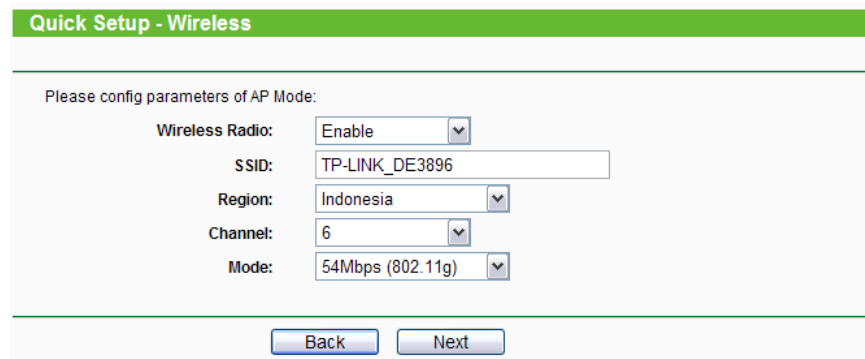 Quick Setup - Wireless
Please config parameters of AP Mode:
Wireless Radio: Enable
SSID: TP-LINK_DE3896
Region: Indonesia
Channel: 6
Mode: 54Mbps (802.11g)
Back Next